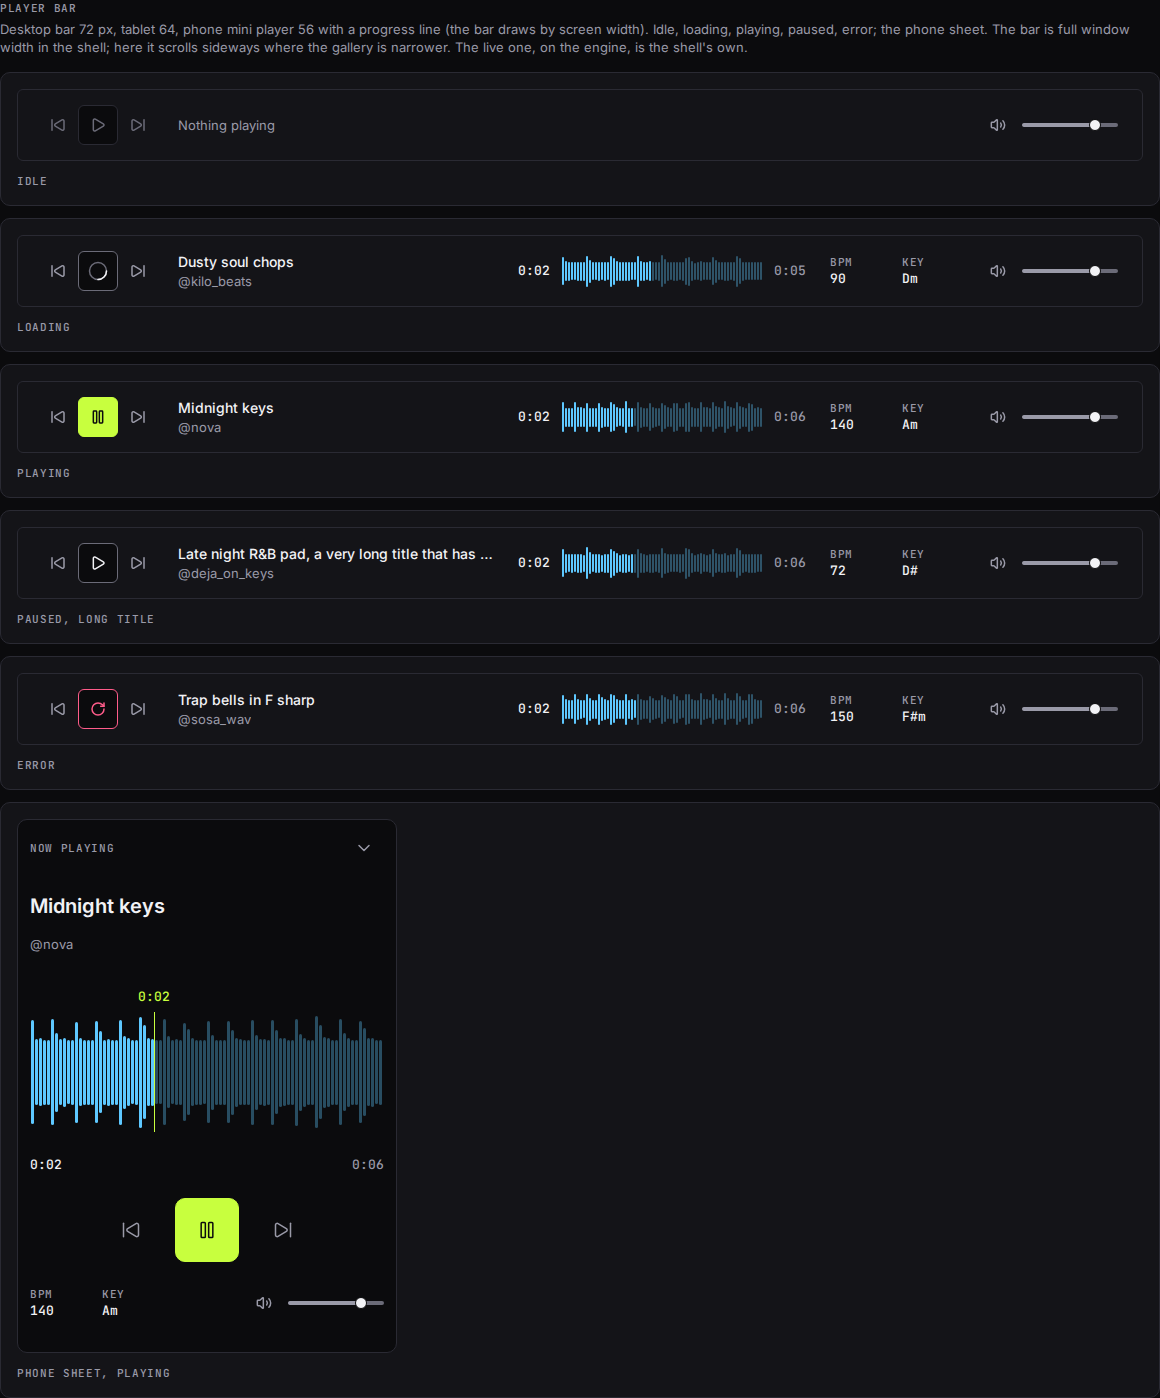 PLAYER BAR
Desktop bar 72 px, tablet 64, phone mini player 56 with a progress line (the bar draws by screen width). Idle, loading, playing, paused, error; the phone sheet. The bar is full window
width in the shell; here it scrolls sideways where the gallery is narrower. The live one, on the engine, is the shell's own.
Nothing playing
IDLE
Dusty soul chops
@kilo_beats
0:02
0:05
BPM
90
KEY
Dm
LOADING
Midnight keys
@nova
0:02
0:06
BPM
140
KEY
Am
PLAYING
Late night R&B pad, a very long title that has ...
@deja_on_keys
0:02
0:06
BPM
72
KEY
D#
PAUSED, LONG TITLE
Trap bells in F sharp
@sosa_wav
0:02
0:06
BPM
150
KEY
F#m
ERROR
NOW PLAYING
Midnight keys
@nova
0:02
0:02
0:06
BPM
140
KEY
Am
PHONE SHEET, PLAYING